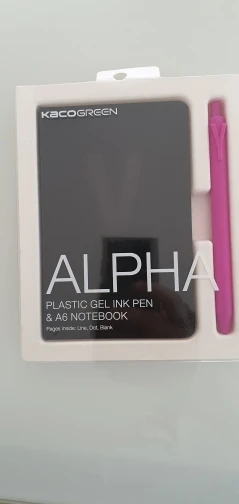 KACOGREEN
ALPHA
PLASTIC GEL INK PEN
& A6 NOTEBOOK
Pages inside: Line, Dot, Blank